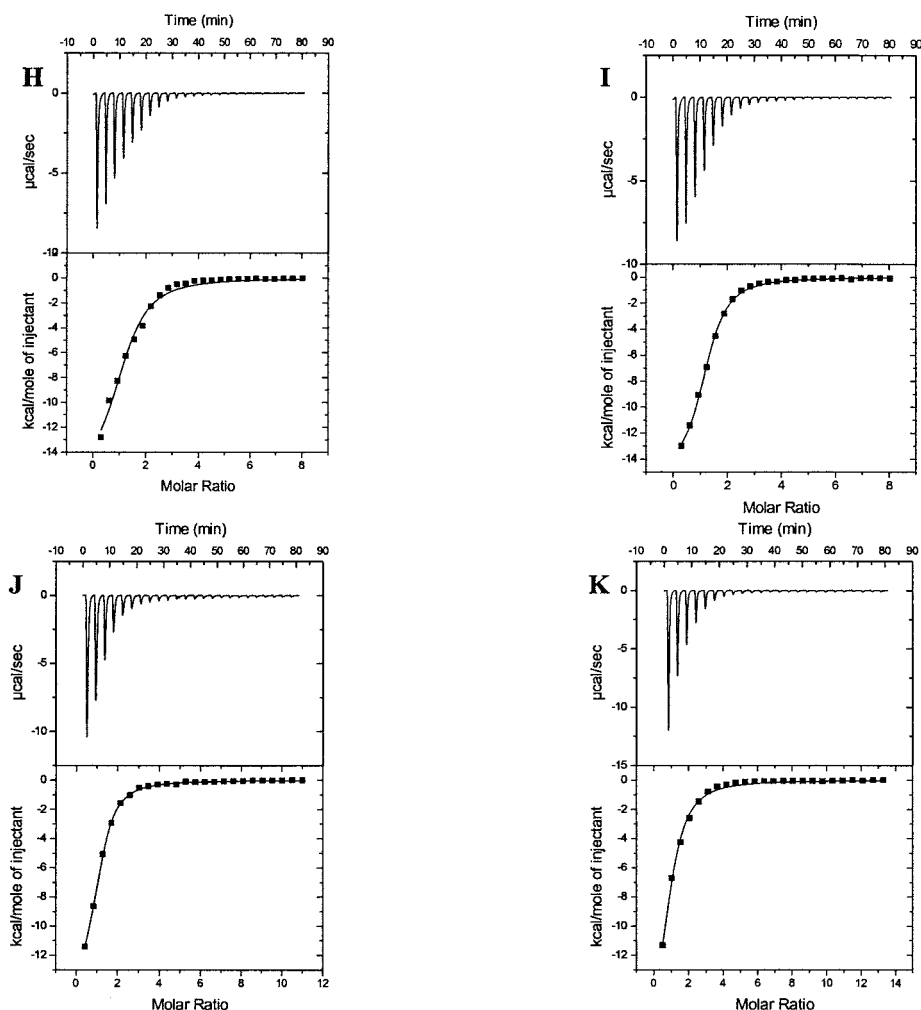 Time (min)
-10 0 10 20 30 40 50 60 70 80 90
H
0
-5
-10
µcal/sec
0
-2
-4
-6
-8
-10
-12
-14
kcal/mole of injectant
0 2 4 6 8
Molar Ratio
Time (min)
-10 0 10 20 30 40 50 60 70 80 90
I
0
-5
-10
µcal/sec
0
-2
-4
-6
-8
-10
-12
-14
kcal/mole of injectant
0 2 4 6 8
Molar Ratio
Time (min)
-10 0 10 20 30 40 50 60 70 80 90
J
0
-5
-10
µcal/sec
0
-2
-4
-6
-8
-10
-12
kcal/mole of injectant
0 2 4 6 8 10 12
Molar Ratio
Time (min)
-10 0 10 20 30 40 50 60 70 80 90
K
0
-5
-10
-15
µcal/sec
0
-2
-4
-6
-8
-10
-12
kcal/mole of injectant
0 2 4 6 8 10 12 14
Molar Ratio